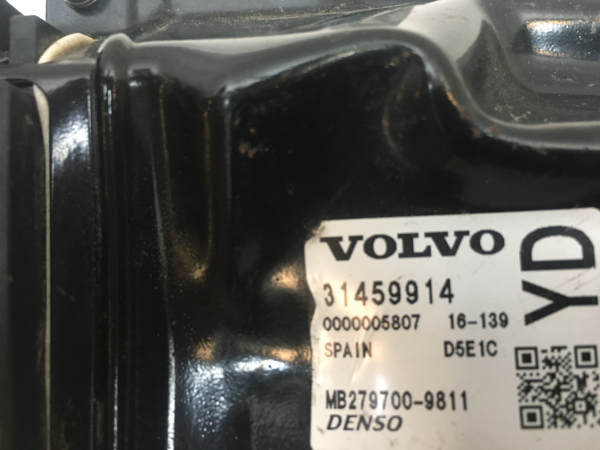 VOLVO
31459914
0000005807 16-139
SPAIN D5E1C
MB279700-9811
DENSO
YD